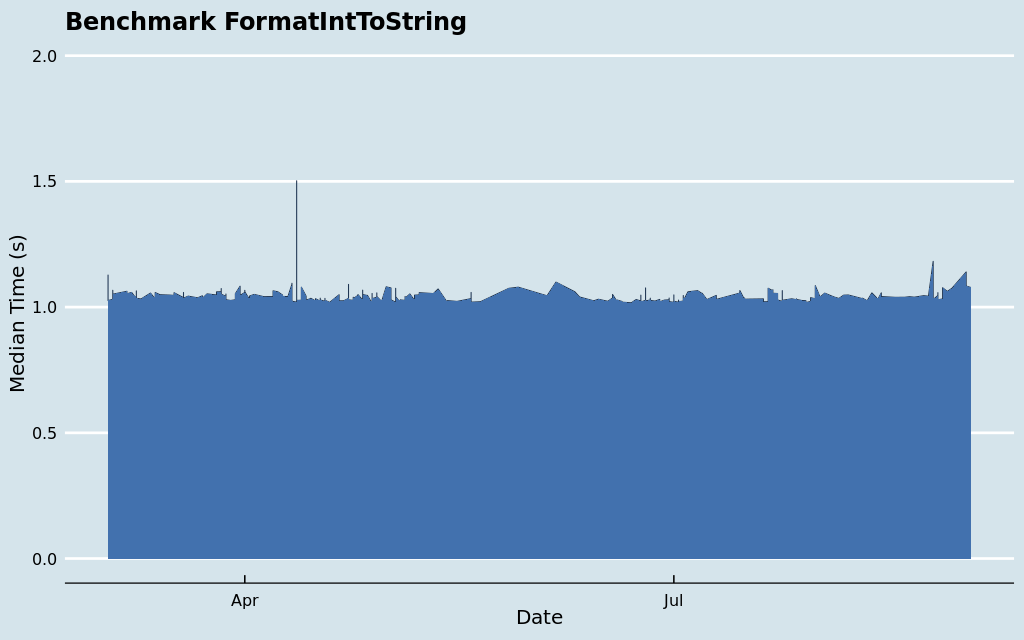 Benchmark FormatIntToString
2.0
1.5
1.0
0.5
0.0
Median Time (s)
Apr
Jul
Date